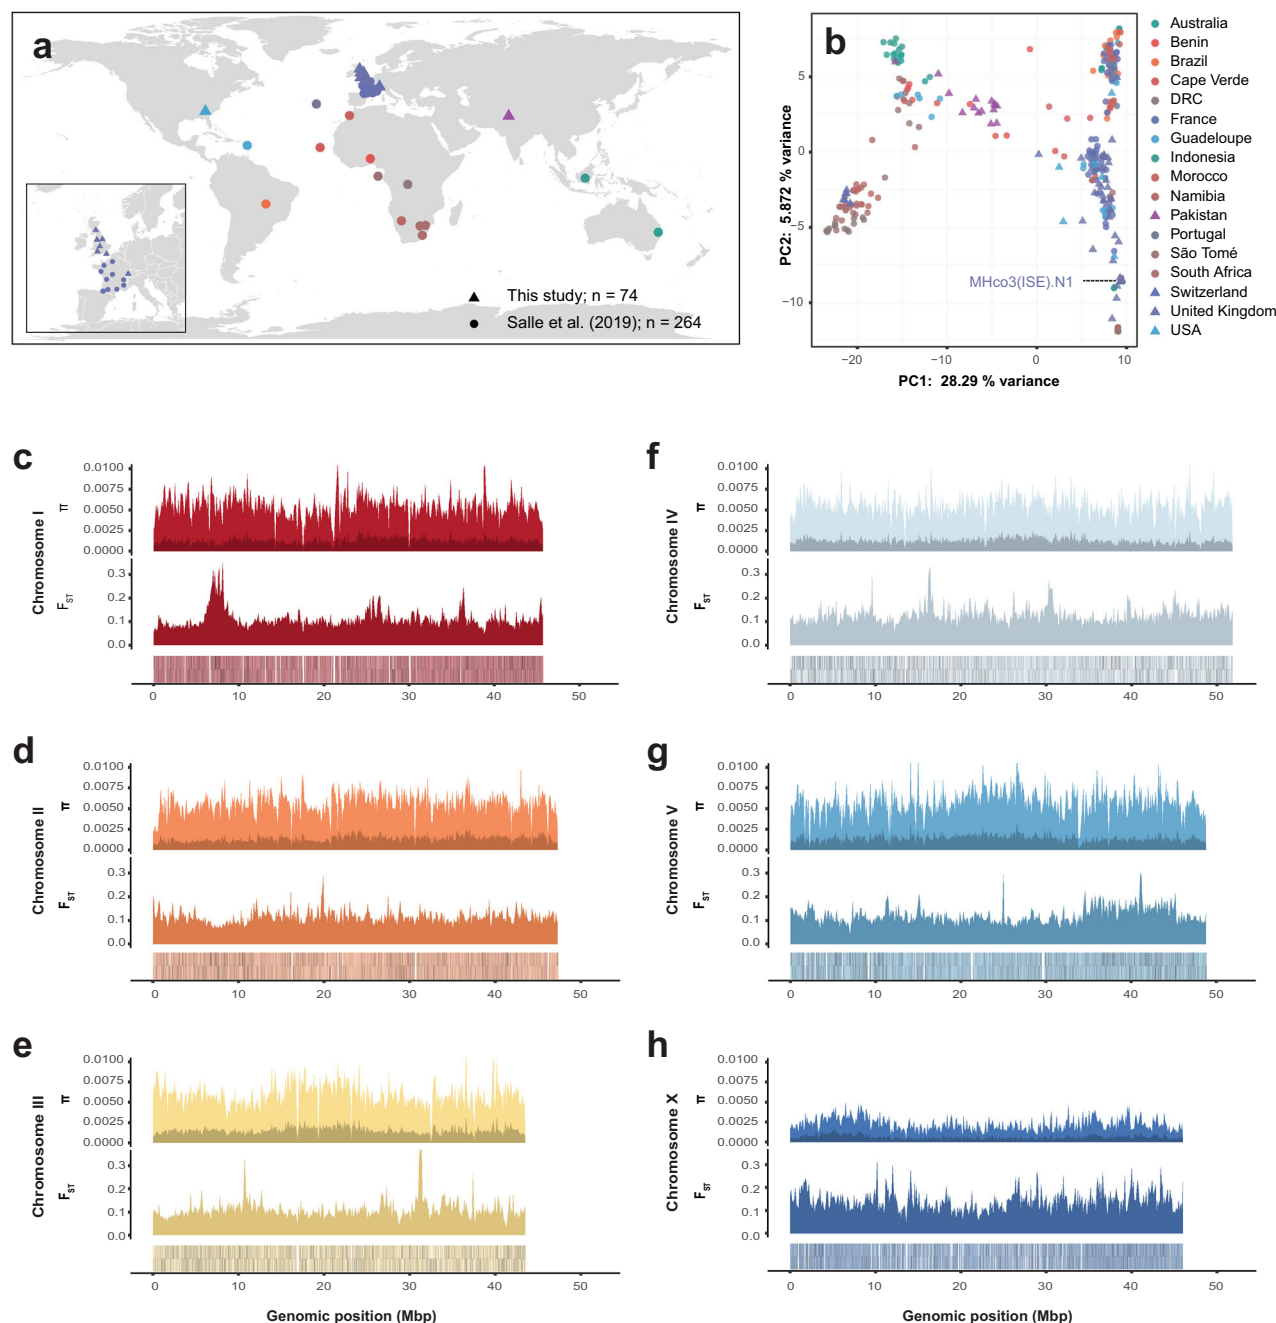 a
This study; n = 74
Salle et al. (2019); n = 264
b
PC2: 5.872 % variance
5
0
−5
−10
MHco3(ISE).N1
−20
−10
0
10
PC1: 28.29 % variance
Australia
Benin
Brazil
Cape Verde
DRC
France
Guadeloupe
Indonesia
Morocco
Namibia
Pakistan
Portugal
São Tomé
South Africa
Switzerland
United Kingdom
USA
c
Chromosome I
π
0.0100
0.0075
0.0050
0.0025
0.0000
FST
0.3
0.2
0.1
0.0
0 10 20 30 40 50
d
Chromosome II
π
0.0100
0.0075
0.0050
0.0025
0.0000
FST
0.3
0.2
0.1
0.0
0 10 20 30 40 50
e
Chromosome III
π
0.0100
0.0075
0.0050
0.0025
0.0000
FST
0.3
0.2
0.1
0.0
0 10 20 30 40 50
Genomic position (Mbp)
f
Chromosome IV
π
0.0100
0.0075
0.0050
0.0025
0.0000
FST
0.3
0.2
0.1
0.0
0 10 20 30 40 50
g
Chromosome V
π
0.0100
0.0075
0.0050
0.0025
0.0000
FST
0.3
0.2
0.1
0.0
0 10 20 30 40 50
h
Chromosome X
π
0.0100
0.0075
0.0050
0.0025
0.0000
FST
0.3
0.2
0.1
0.0
0 10 20 30 40 50
Genomic position (Mbp)